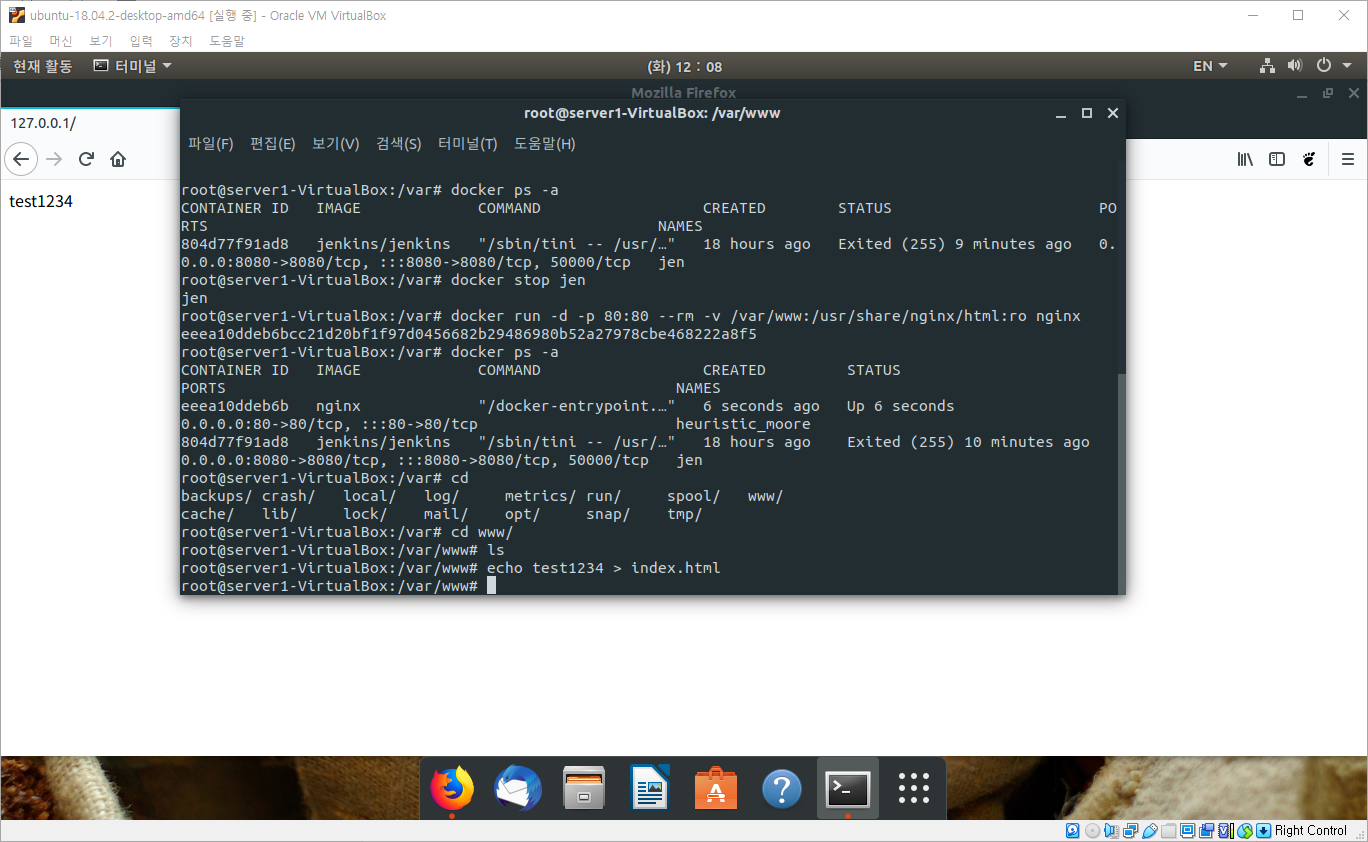 ubuntu-18.04.2-desktop-amd64 [실행 중] - Oracle VM VirtualBox
파일 머신 보기 입력 장치 도움말
현재 활동 터미널 (화) 12 : 08 EN
Mozilla Firefox
127.0.0.1/
test1234
root@server1-VirtualBox: /var/www
파일(F) 편집(E) 보기(V) 검색(S) 터미널(T) 도움말(H)
root@server1-VirtualBox:/var# docker ps -a
CONTAINER ID IMAGE COMMAND CREATED STATUS PO
RTS NAMES
804d77f91ad8 jenkins/jenkins "/sbin/tini -- /usr/…" 18 hours ago Exited (255) 9 minutes ago 0.
0.0.0:8080->8080/tcp, :::8080->8080/tcp, 50000/tcp jen
root@server1-VirtualBox:/var# docker stop jen
jen
root@server1-VirtualBox:/var# docker run -d -p 80:80 --rm -v /var/www:/usr/share/nginx/html:ro nginx
eeea10ddeb6bcc21d20bf1f97d0456682b29486980b52a27978cbe468222a8f5
root@server1-VirtualBox:/var# docker ps -a
CONTAINER ID IMAGE COMMAND CREATED STATUS
PORTS NAMES
eeea10ddeb6b nginx "/docker-entrypoint.…" 6 seconds ago Up 6 seconds
0.0.0.0:80->80/tcp, :::80->80/tcp heuristic_moore
804d77f91ad8 jenkins/jenkins "/sbin/tini -- /usr/…" 18 hours ago Exited (255) 10 minutes ago
0.0.0.0:8080->8080/tcp, :::8080->8080/tcp, 50000/tcp jen
root@server1-VirtualBox:/var# cd
backups/ crash/ local/ log/ metrics/ run/ spool/ www/
cache/ lib/ lock/ mail/ opt/ snap/ tmp/
root@server1-VirtualBox:/var# cd www/
root@server1-VirtualBox:/var/www# ls
root@server1-VirtualBox:/var/www# echo test1234 > index.html
root@server1-VirtualBox:/var/www#
Right Control